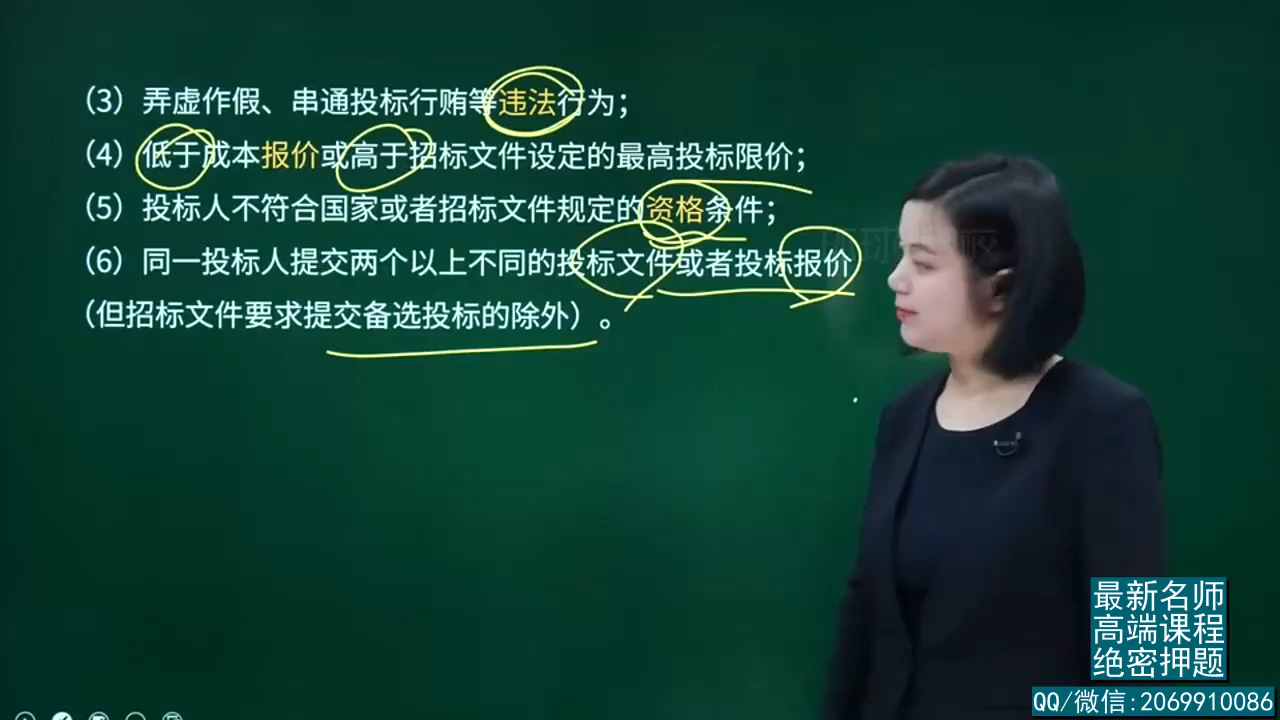 （3）弄虚作假、串通投标行贿等违法行为；
（4）低于成本报价或高于招标文件设定的最高投标限价；
（5）投标人不符合国家或者招标文件规定的资格条件；
（6）同一投标人提交两个以上不同的投标文件或者投标报价
（但招标文件要求提交备选投标的除外）。
最新名师
高端课程
绝密押题
QQ/微信:2069910086